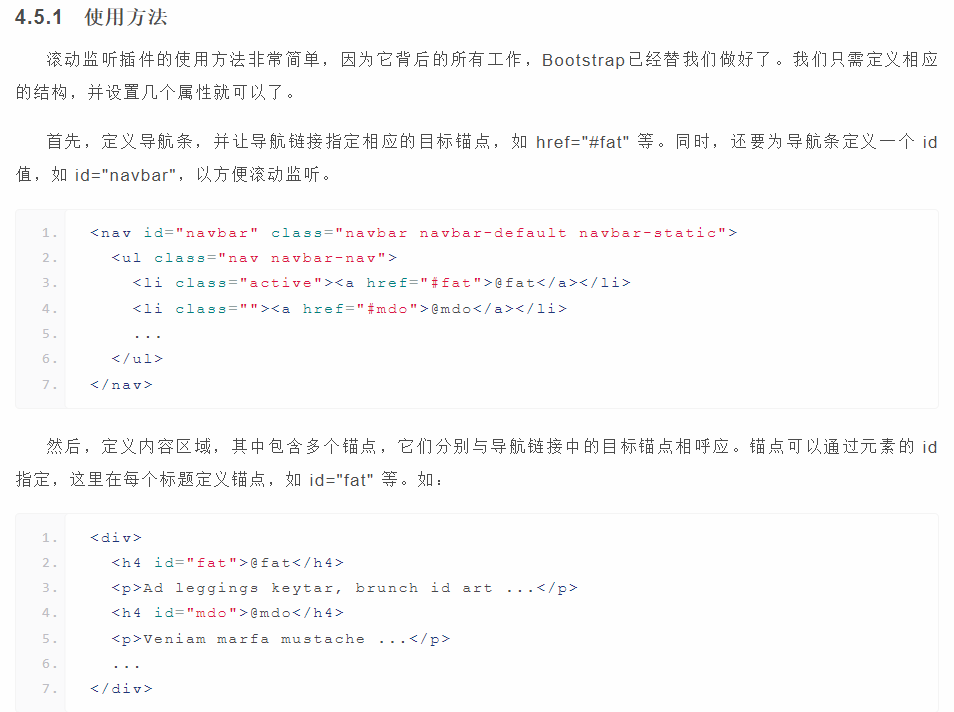 4.5.1 使用方法
滚动监听插件的使用方法非常简单，因为它背后的所有工作，Bootstrap已经替我们做好了。我们只需定义相应
的结构，并设置几个属性就可以了。
首先，定义导航条，并让导航链接指定相应的目标锚点，如 href="#fat" 等。同时，还要为导航条定义一个 id
值，如 id="navbar"，以方便滚动监听。
1. <nav id="navbar" class="navbar navbar-default navbar-static">
2. <ul class="nav navbar-nav">
3. <li class="active"><a href="#fat">@fat</a></li>
4. <li class=""><a href="#mdo">@mdo</a></li>
5. ...
6. </ul>
7. </nav>
然后，定义内容区域，其中包含多个锚点，它们分别与导航链接中的目标锚点相呼应。锚点可以通过元素的 id
指定，这里在每个标题定义锚点，如 id="fat" 等。如：
1. <div>
2. <h4 id="fat">@fat</h4>
3. <p>Ad leggings keytar, brunch id art ...</p>
4. <h4 id="mdo">@mdo</h4>
5. <p>Veniam marfa mustache ...</p>
6. ...
7. </div>